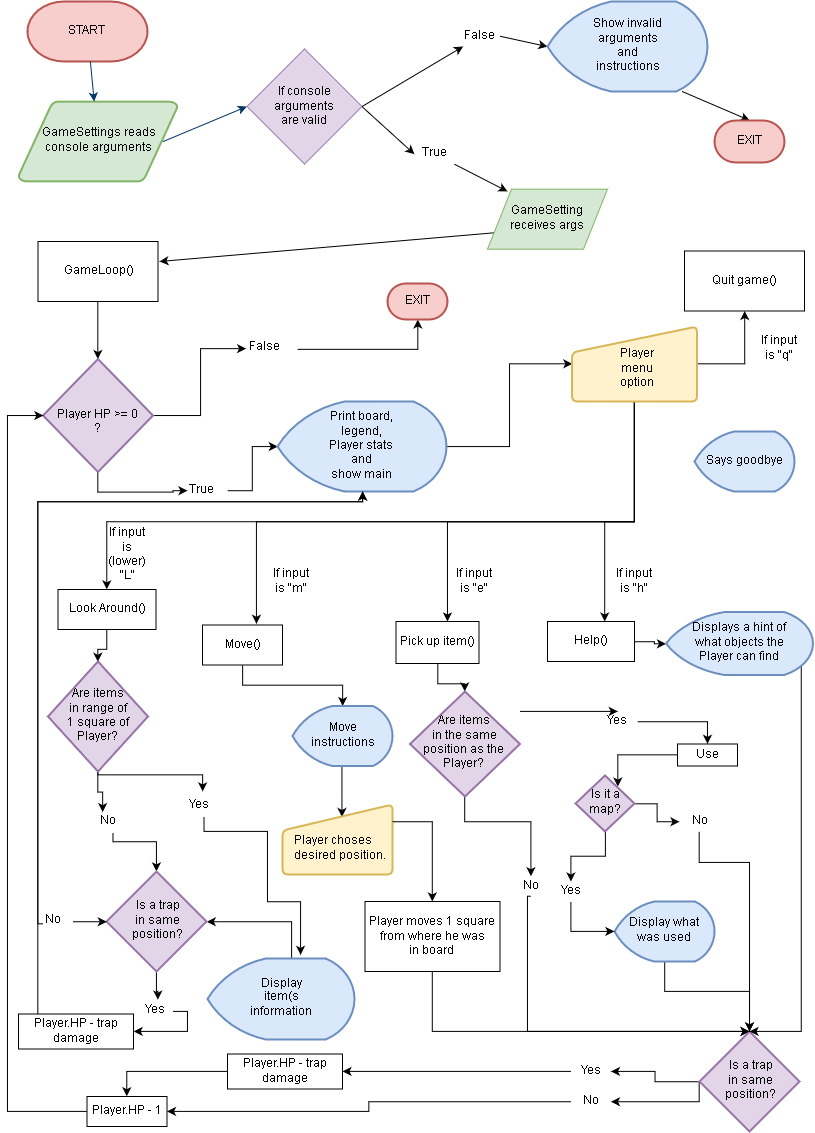 START
GameSettings reads
console arguments
If console
arguments
are valid
False
Show invalid
arguments
and
instructions
EXIT
True
GameSetting
receives args
GameLoop()
EXIT
Quit game()
False
If input
is "q"
Player
menu
option
Player HP >= 0
?
Print board,
legend,
Player stats
and
show main
True
Says goodbye
If input
is
(lower)
"L"
If input
is "m"
If input
is "e"
If input
is "h"
Look Around()
Move()
Pick up item()
Help()
Displays a hint of
what objects the
Player can find
Are items
in range of
1 square of
Player?
Move
instructions
Are items
in the same
position as the
Player?
Yes
Use
Is it a
map?
Yes
No
No
Player choses
desired position.
Is a trap
in same
position?
No
No
Yes
Player moves 1 square
from where he was
in board
Display what
was used
Display
item(s
information
Yes
Player.HP - trap
damage
Player.HP - trap
damage
Yes
Is a trap
in same
position?
No
Player.HP - 1